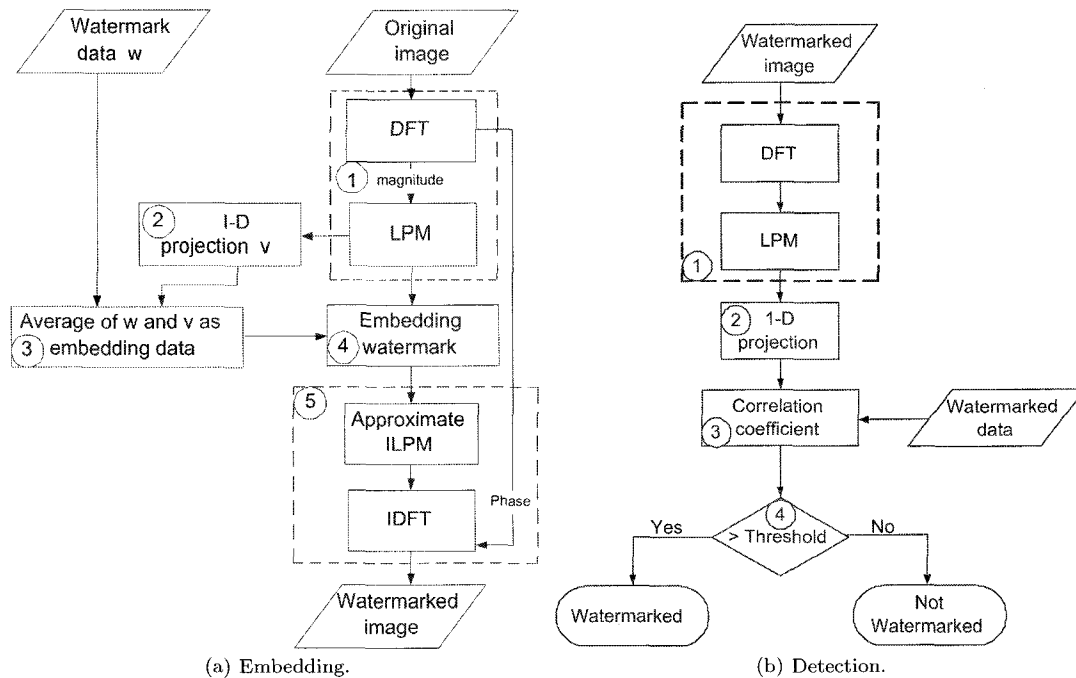 Watermark
data w
Original
image
DFT
1
magnitude
LPM
2
I-D
projection v
Average of w and v as
3
embedding data
Embedding
4
watermark
5
Approximate
ILPM
Phase
IDFT
Watermarked
image
(a) Embedding.
Watermarked
image
DFT
LPM
1
2
1-D
projection
Correlation
3
coefficient
Watermarked
data
4
Yes
> Threshold
No
Watermarked
Not
Watermarked
(b) Detection.